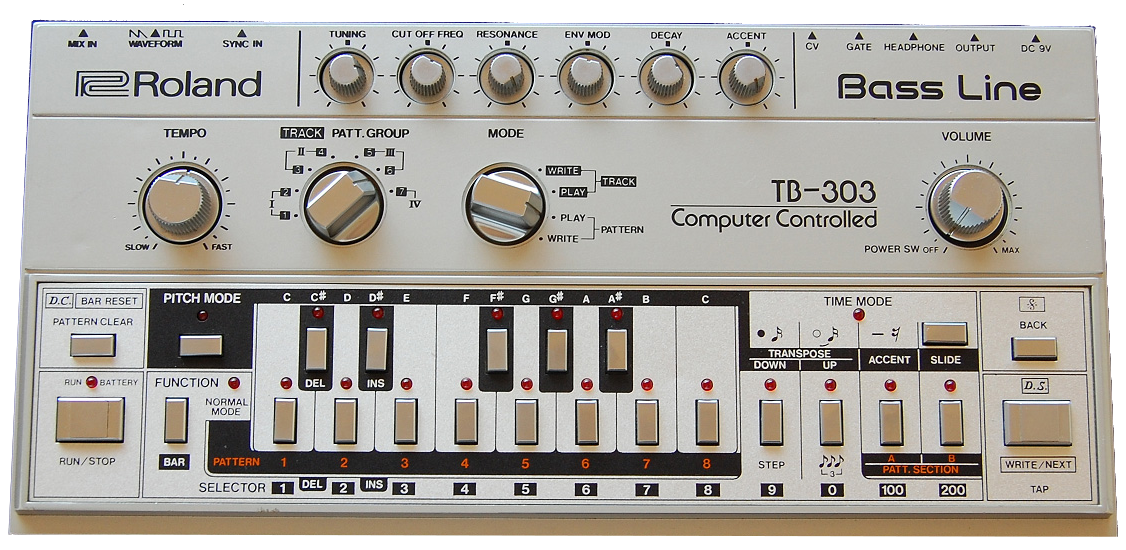 MIX IN
WAVEFORM
SYNC IN
TUNING
CUT OFF FREQ
RESONANCE
ENV MOD
DECAY
ACCENT
CV
GATE
HEADPHONE
OUTPUT
DC 9V
Roland
Bass Line
TEMPO
SLOW
FAST
TRACK PATT. GROUP
II 4 5 III
3 6
2 7
I IV
1
MODE
WRITE
PLAY
TRACK
PLAY
WRITE
PATTERN
TB-303
Computer Controlled
VOLUME
POWER SW OFF
MAX
D.C. BAR RESET
PATTERN CLEAR
RUN BATTERY
RUN/STOP
PITCH MODE
FUNCTION
NORMAL
MODE
BAR
C C# D D# E F F# G G# A A# B C
DEL INS
PATTERN 1 2 3 4 5 6 7 8
SELECTOR 1 DEL 2 INS 3 4 5 6 7 8 9 0 100 200
TIME MODE
TRANSPOSE
DOWN UP
ACCENT
SLIDE
STEP
3
A B
PATT. SECTION
S
BACK
D.S.
WRITE/NEXT
TAP